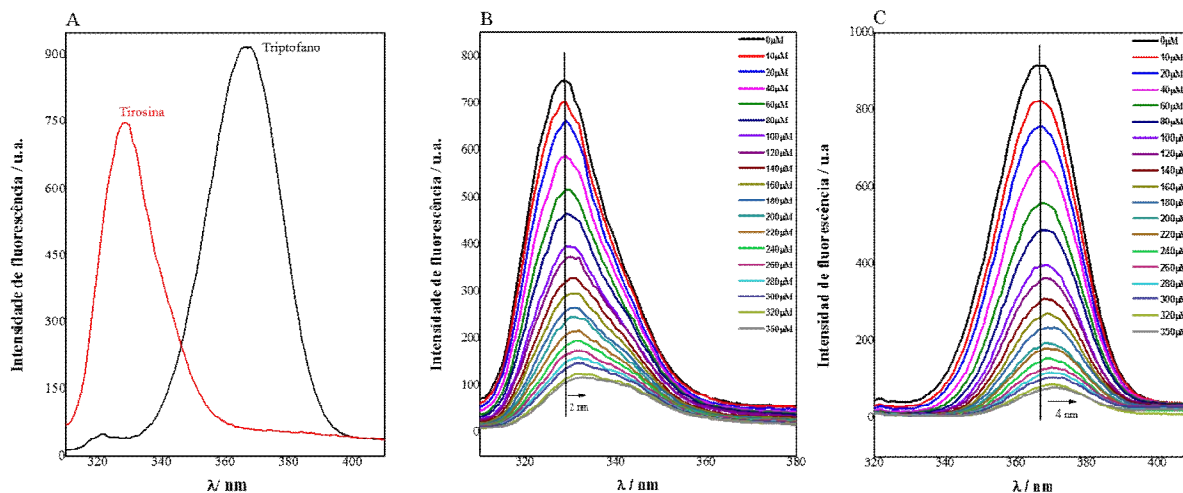 A
Triptofano
Tirosina
Intensidade de fluorescência / u.a.
900
750
600
450
300
150
0
320
340
360
380
400
λ/ nm
B
Intensidade de fluorescência / u.a.
800
700
600
500
400
300
200
100
0
320
340
360
380
λ / nm
2 nm
0µM
10µM
20µM
40µM
60µM
80µM
100µM
120µM
140µM
160µM
180µM
200µM
220µM
240µM
260µM
280µM
300µM
320µM
350µM
C
Intensidad de fluorescência / u.a
1000
800
600
400
200
0
320
340
360
380
400
λ / nm
4 nm
0µM
10µM
20µM
40µM
60µM
80µM
100µM
120µM
140µM
160µM
180µM
200µM
220µM
240µM
260µM
280µM
300µM
320µM
350µM